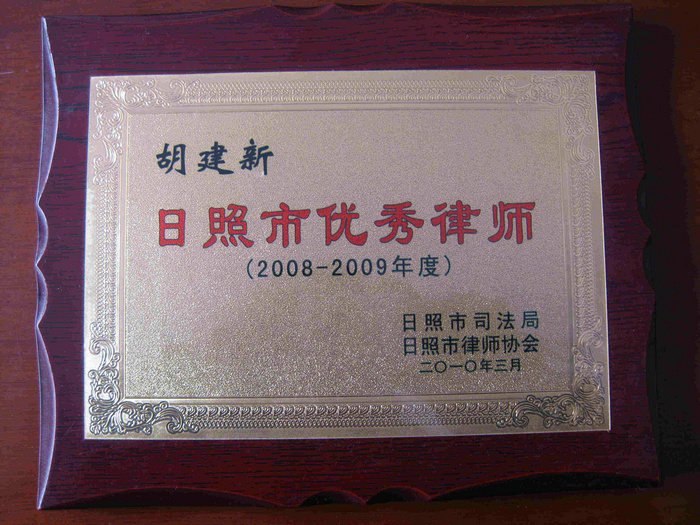 胡建新
日照市优秀律师
(2008-2009年度)
日照市司法局
日照市律师协会
二〇一〇年三月